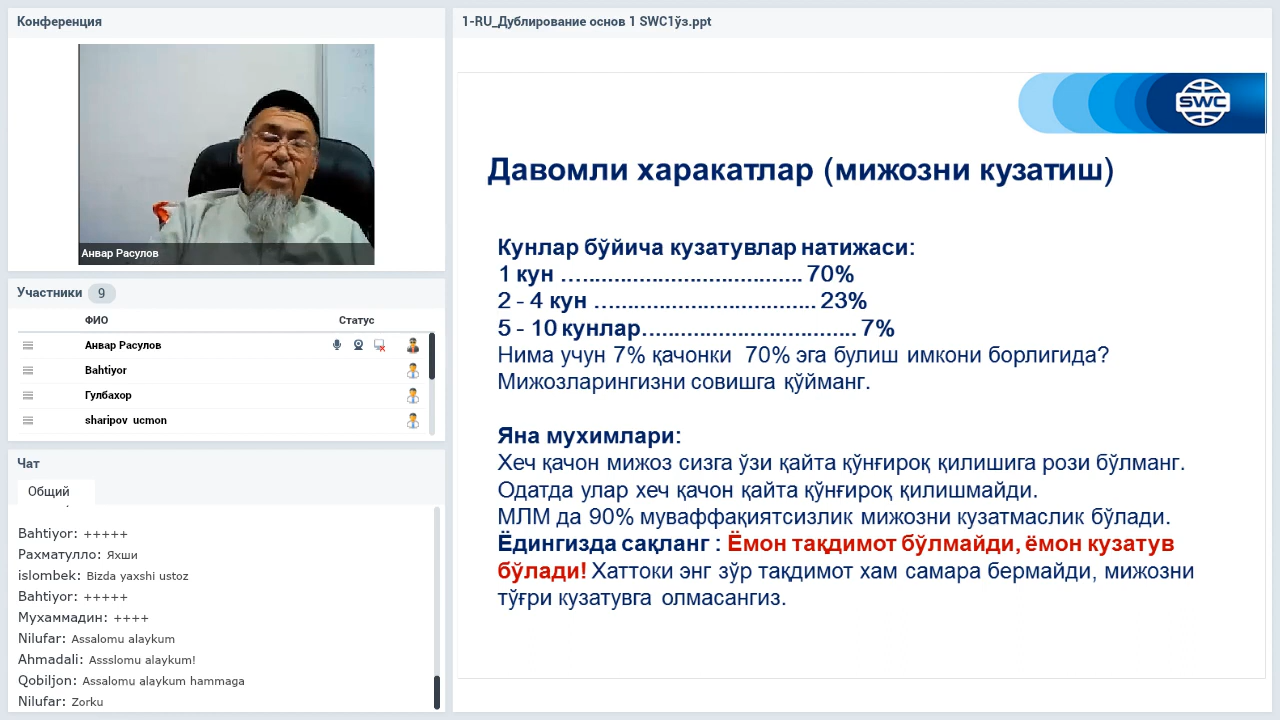 Конференция
Анвар Расулов
Участники 9
ФИО Статус
Анвар Расулов
Bahtiyor
Гулбахор
sharipov ucmon
Чат
Общий
Bahtiyor: +++++
Рахматулло: Яхши
islombek: Bizda yaxshi ustoz
Bahtiyor: +++++
Мухаммадин: ++++
Nilufar: Assalomu alaykum
Ahmadali: Assslomu alaykum!
Qobiljon: Assalomu alaykum hammaga
Nilufar: Zorku
1-RU_Дублирование основ 1 SWC1ўз.ppt
SWC
Давомли харакатлар (мижозни кузатиш)
Кунлар бўйича кузатувлар натижаси:
1 кун …................................. 70%
2 - 4 кун ….............................. 23%
5 - 10 кунлар…............................ 7%
Нима учун 7% қачонки 70% эга булиш имкони борлигида?
Мижозларингизни совишга қўйманг.
Яна мухимлари:
Хеч қачон мижоз сизга ўзи қайта қўнғироқ қилишига рози бўлманг.
Одатда улар хеч қачон қайта қўнғироқ қилишмайди.
МЛМ да 90% муваффақиятсизлик мижозни кузатмаслик бўлади.
Ёдингизда сақланг : Ёмон тақдимот бўлмайди, ёмон кузатув
бўлади! Хаттоки энг зўр тақдимот хам самара бермайди, мижозни
тўғри кузатувга олмасангиз.